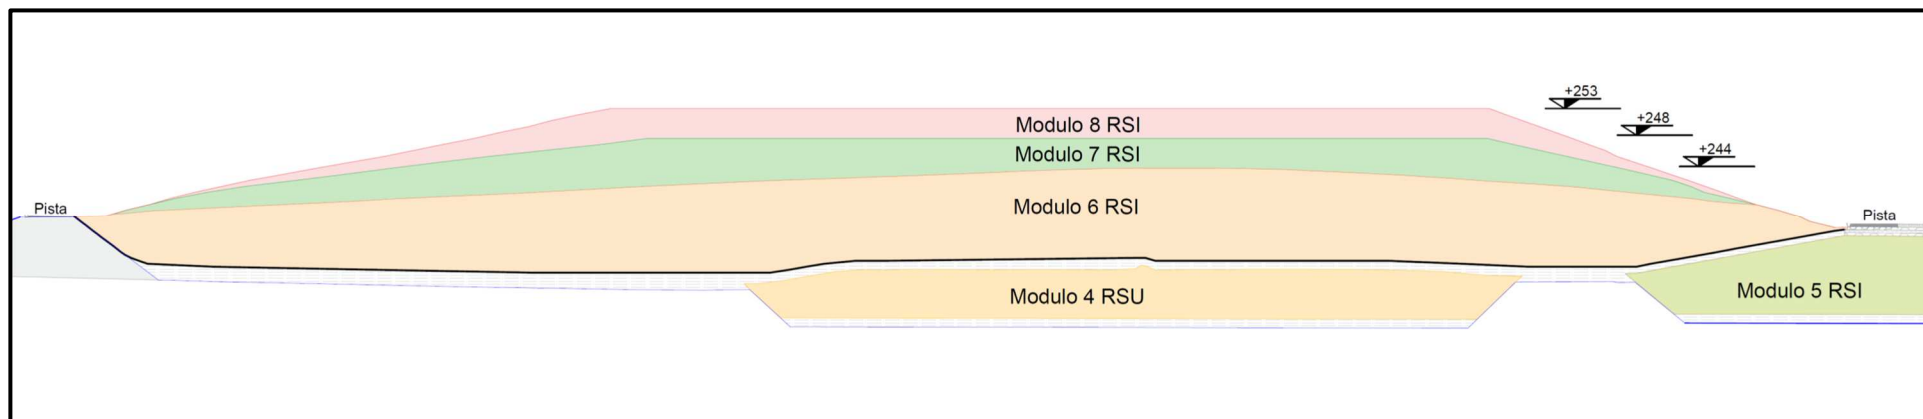 +253
+248
Modulo 8 RSI
+244
Modulo 7 RSI
Modulo 6 RSI
Pista
Pista
Modulo 4 RSU
Modulo 5 RSI